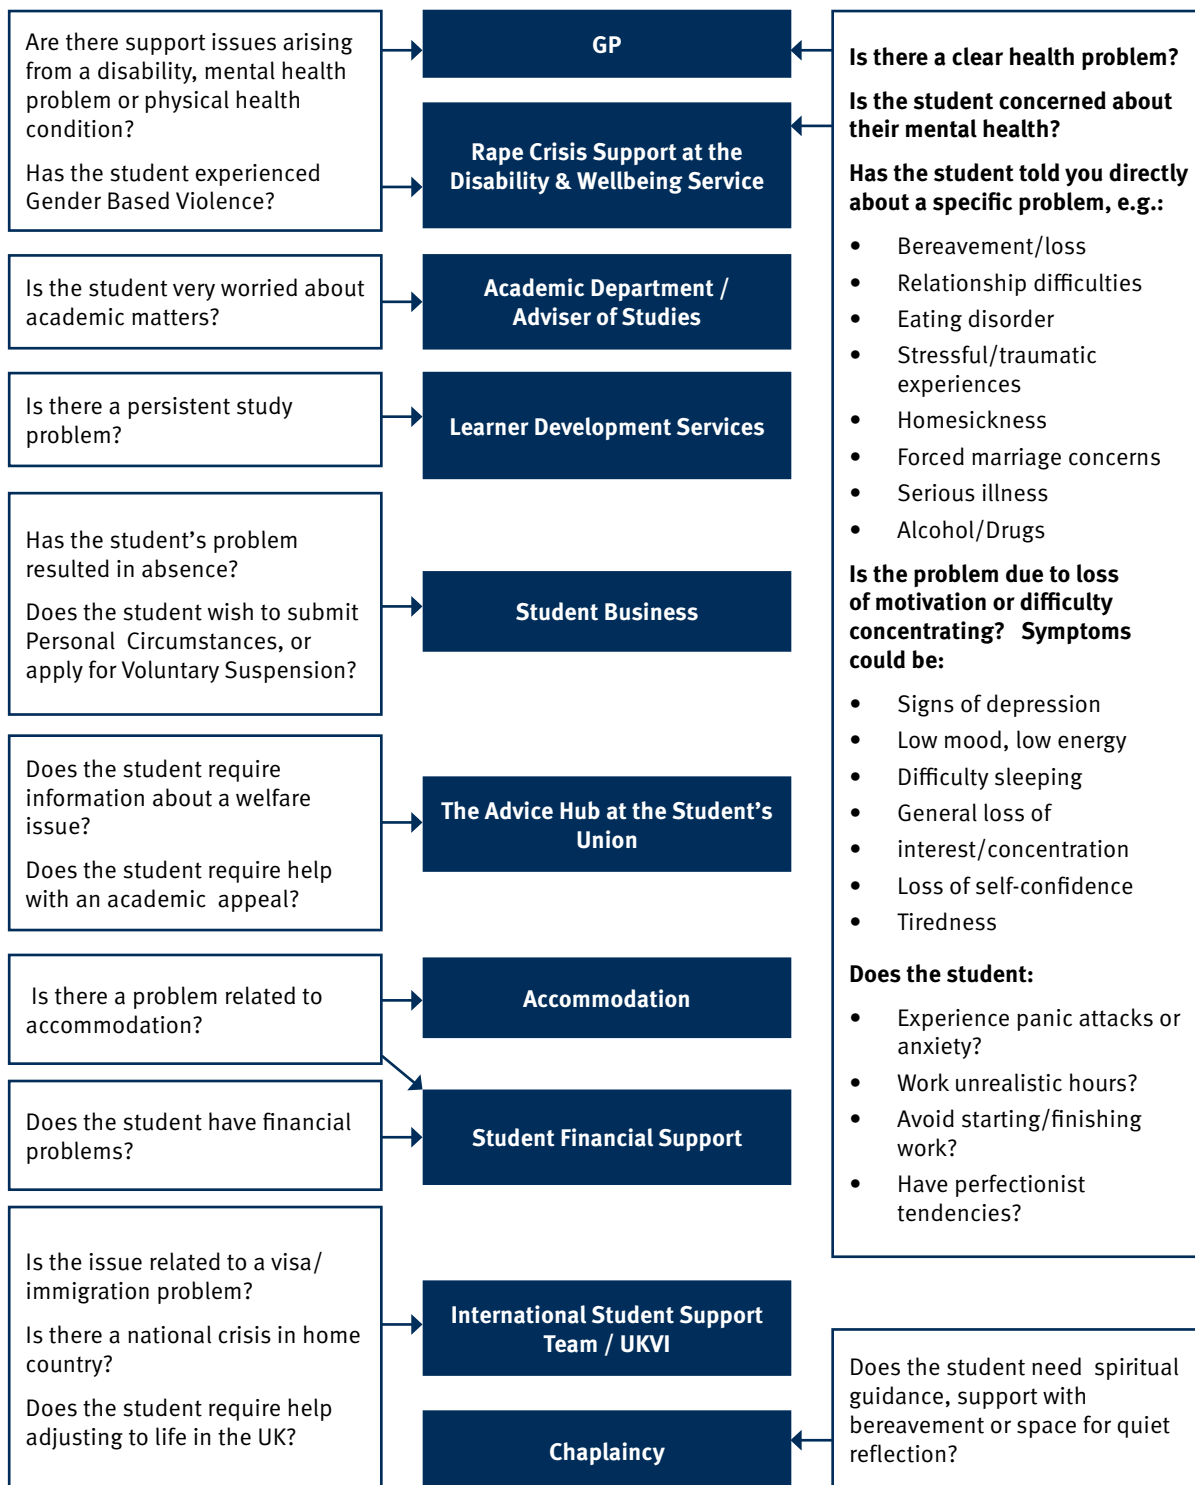 Are there support issues arising
from a disability, mental health
problem or physical health
condition?
Has the student experienced
Gender Based Violence?
GP
Rape Crisis Support at the
Disability & Wellbeing Service
Is the student very worried about
academic matters?
Academic Department /
Adviser of Studies
Is there a persistent study
problem?
Learner Development Services
Has the student’s problem
resulted in absence?
Does the student wish to submit
Personal Circumstances, or
apply for Voluntary Suspension?
Student Business
Does the student require
information about a welfare
issue?
Does the student require help
with an academic appeal?
The Advice Hub at the Student’s
Union
Is there a problem related to
accommodation?
Accommodation
Does the student have financial
problems?
Student Financial Support
Is the issue related to a visa/
immigration problem?
Is there a national crisis in home
country?
Does the student require help
adjusting to life in the UK?
International Student Support
Team / UKVI
Chaplaincy
Is there a clear health problem?
Is the student concerned about
their mental health?
Has the student told you directly
about a specific problem, e.g.:
• Bereavement/loss
• Relationship difficulties
• Eating disorder
• Stressful/traumatic
experiences
• Homesickness
• Forced marriage concerns
• Serious illness
• Alcohol/Drugs
Is the problem due to loss
of motivation or difficulty
concentrating? Symptoms
could be:
• Signs of depression
• Low mood, low energy
• Difficulty sleeping
• General loss of
• interest/concentration
• Loss of self-confidence
• Tiredness
Does the student:
• Experience panic attacks or
anxiety?
• Work unrealistic hours?
• Avoid starting/finishing
work?
• Have perfectionist
tendencies?
Does the student need spiritual
guidance, support with
bereavement or space for quiet
reflection?